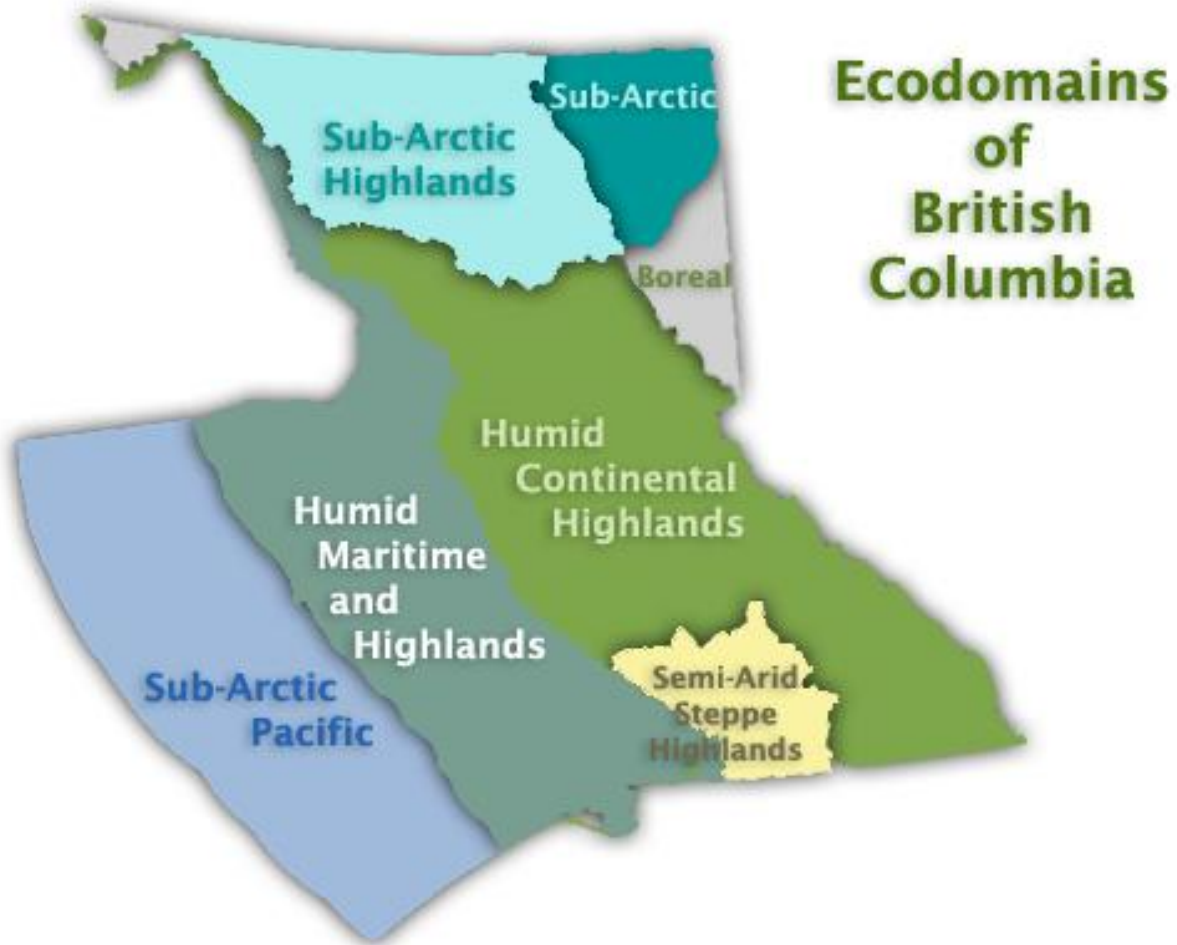 Ecodomains
of
British
Columbia
Sub-Arctic
Sub-Arctic
Highlands
Boreal
Humid
Continental
Highlands
Humid
Maritime
and
Highlands
Semi-Arid
Steppe
Highlands
Sub-Arctic
Pacific